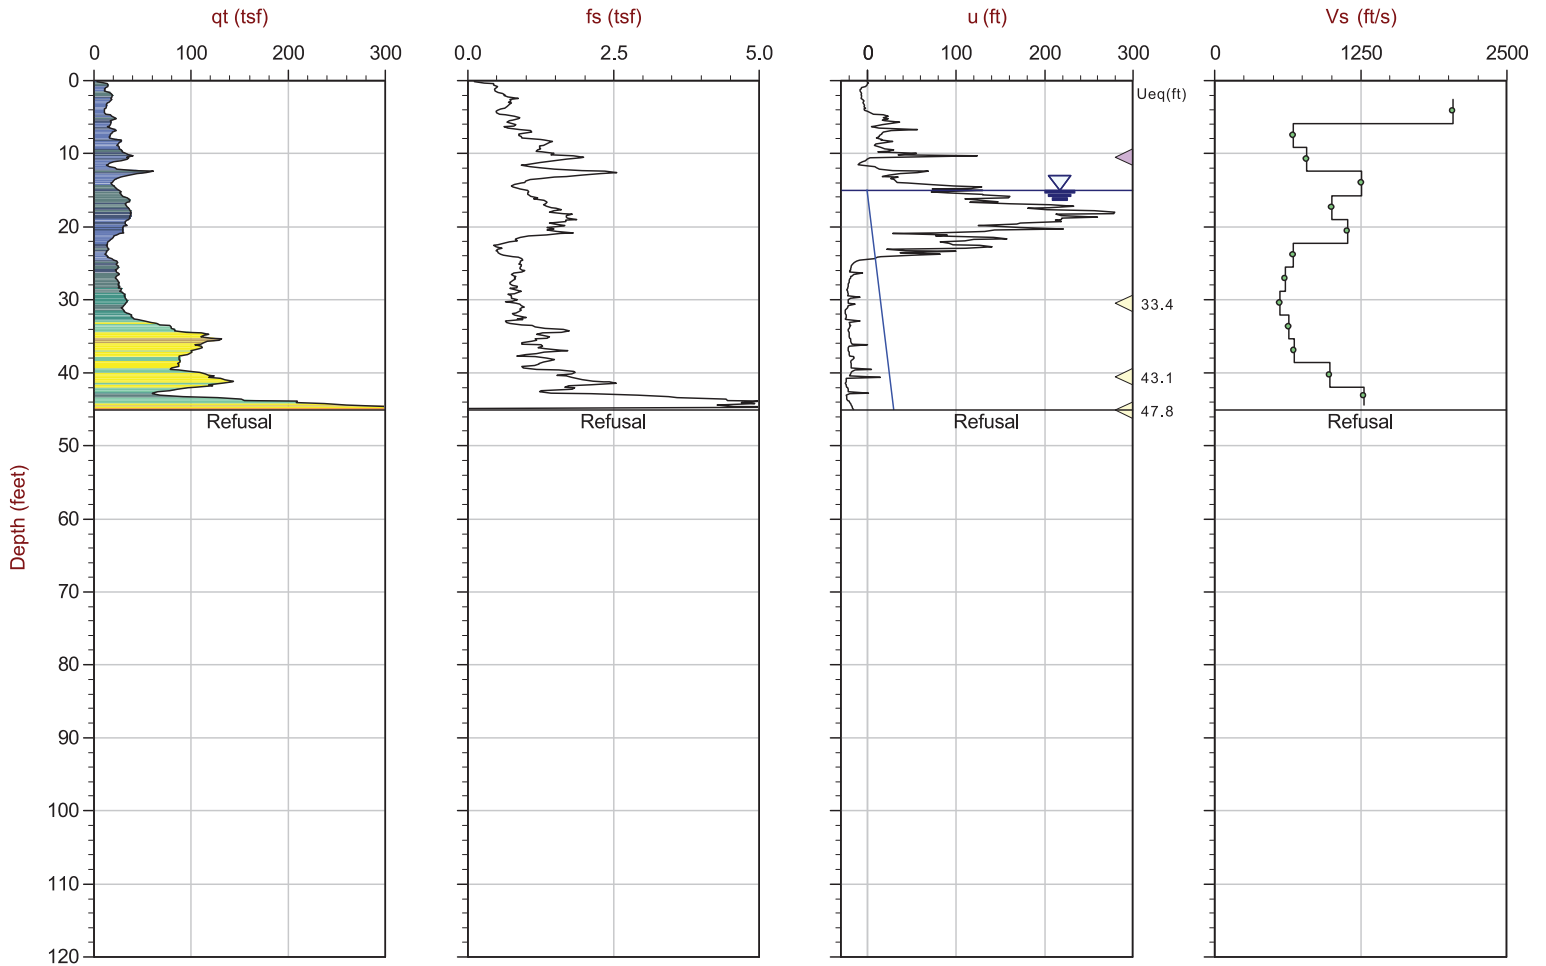 qt (tsf)
fs (tsf)
u (ft)
Vs (ft/s)
0 100 200 300
0.0 2.5 5.0
0 100 200 300
0 1250 2500
Depth (feet)
0
10
20
30
40
50
60
70
80
90
100
110
120
Ueq(ft)
33.4
43.1
47.8
Refusal
Refusal
Refusal
Refusal